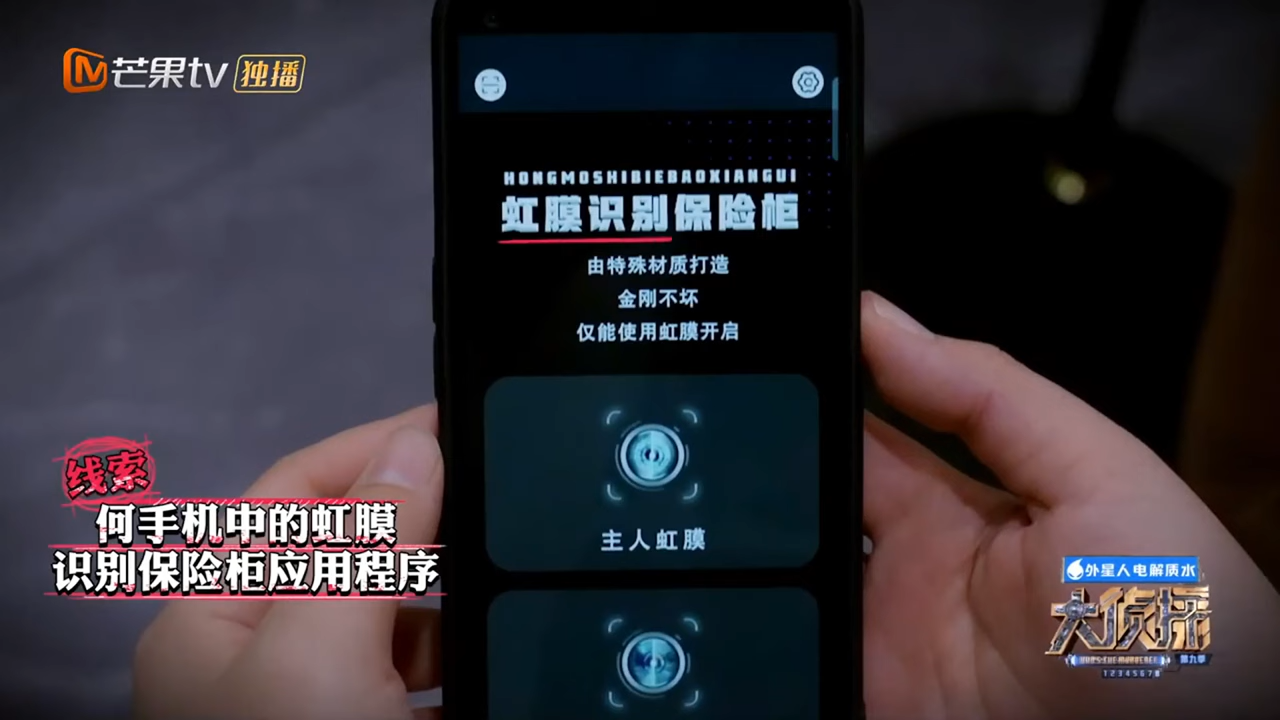 芒果tv 独播
HONGMOSHIBIEBAOXIANGUI
虹膜识别保险柜
由特殊材质打造
金刚不坏
仅能使用虹膜开启
主人虹膜
线索
何手机中的虹膜
识别保险柜应用程序
外星人电解质水
大侦探
第九季